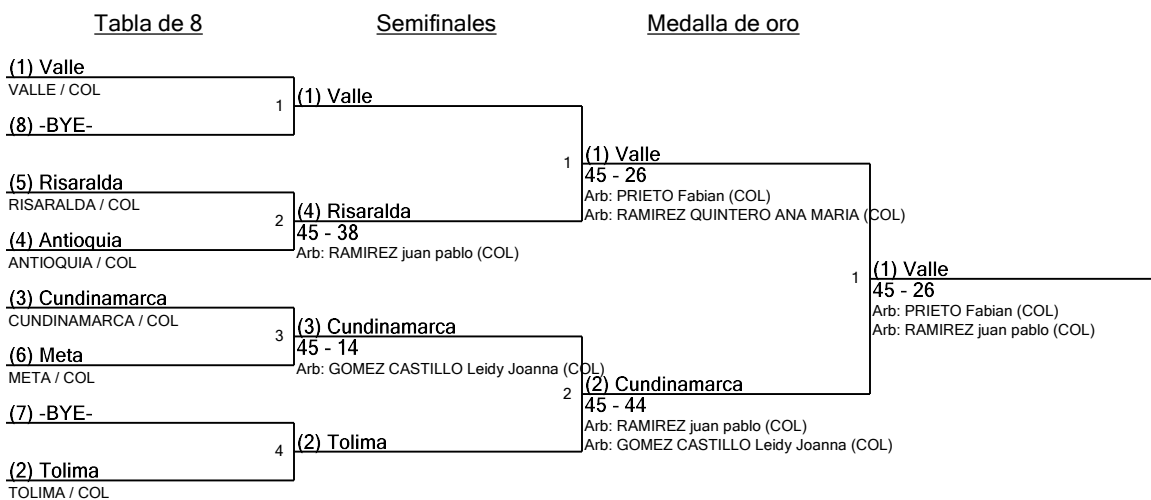 Tabla de 8
Semifinales
Medalla de oro
(1) Valle
VALLE / COL
1
(8) -BYE-
(5) Risaralda
RISARALDA / COL
2
(4) Antioquia
ANTIOQUIA / COL
(3) Cundinamarca
CUNDINAMARCA / COL
3
(6) Meta
META / COL
(7) -BYE-
4
(2) Tolima
TOLIMA / COL
(1) Valle
1
(4) Risaralda
45 - 38
Arb: RAMIREZ juan pablo (COL)
(3) Cundinamarca
45 - 14
Arb: GOMEZ CASTILLO Leidy Joanna (COL)
2
(2) Tolima
(1) Valle
45 - 26
Arb: PRIETO Fabian (COL)
Arb: RAMIREZ QUINTERO ANA MARIA (COL)
1
(2) Cundinamarca
45 - 44
Arb: RAMIREZ juan pablo (COL)
Arb: GOMEZ CASTILLO Leidy Joanna (COL)
(1) Valle
45 - 26
Arb: PRIETO Fabian (COL)
Arb: RAMIREZ juan pablo (COL)